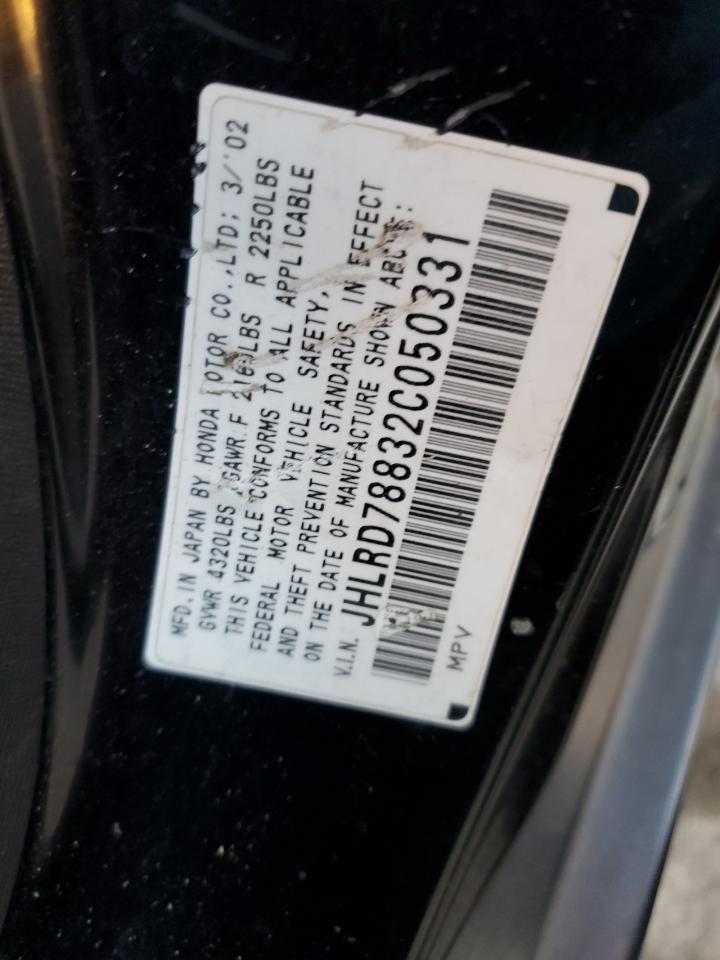 MFD. IN JAPAN BY HONDA MOTOR CO.,LTD; 3/'02
GVWR 4320LBS GAWR F LBS R 2250LBS
THIS VEHICLE CONFORMS TO ALL APPLICABLE
FEDERAL MOTOR VEHICLE SAFETY,
AND THEFT PREVENTION STANDARDS IN EFFECT
ON THE DATE OF MANUFACTURE SHOWN ABOVE:
V.I.N. JHLRD78832C050331
MPV